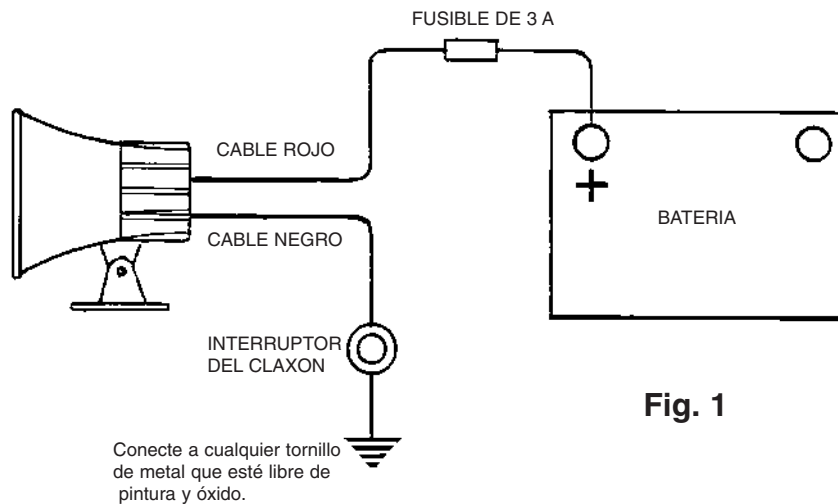 FUSIBLE DE 3 A
CABLE ROJO
+
BATERIA
CABLE NEGRO
INTERRUPTOR
DEL CLAXON
Fig. 1
Conecte a cualquier tornillo
de metal que esté libre de
pintura y óxido.